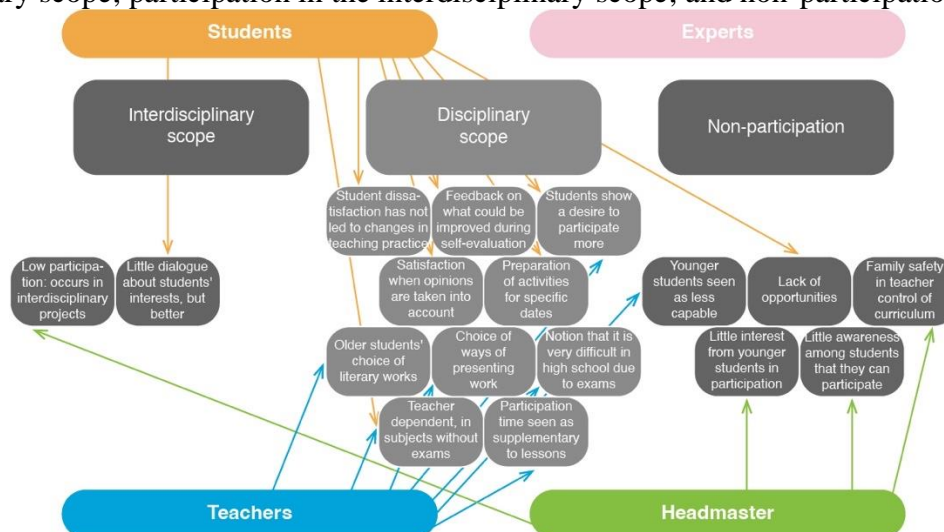 ary scope, participation in the interdisciplinary scope, and non-participation
Students
Experts
Interdisciplinary
scope
Disciplinary
scope
Non-participation
Student dissa-
tisfaction has not
led to changes in
teaching practice
Feedback on
what could be
improved during
self-evaluation
Students show
a desire to
participate
more
Low participa-
tion: occurs in
interdisciplinary
projects
Little dialogue
about students'
interests, but
better
Satisfaction
when opinions
are taken into
account
Preparation
of activities
for specific
dates
Younger
students seen
as less
capable
Lack of
opportunities
Family safety
in teacher
control of
curriculum
Older students'
choice of
literary works
Choice of
ways of
presenting
work
Notion that it is
very difficult in
high school due
to exams
Little interest
from younger
students in
participation
Little awareness
among students
that they can
participate
Teacher
dependent, in
subjects without
exams
Participation
time seen as
supplementary
to lessons
Teachers
Headmaster